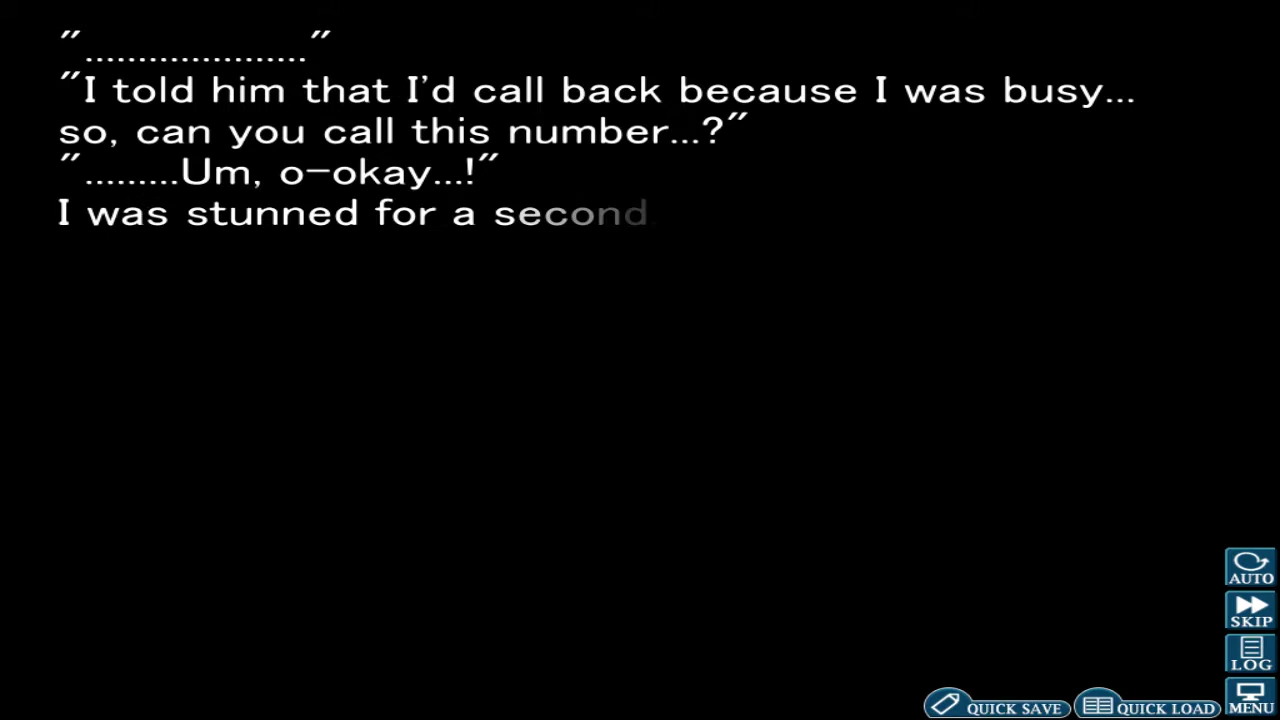 "....................."
"I told him that I'd call back because I was busy...
so, can you call this number...?"
".........Um, o-okay...!"
I was stunned for a second.
AUTO
SKIP
LOG
MENU
QUICK SAVE
QUICK LOAD